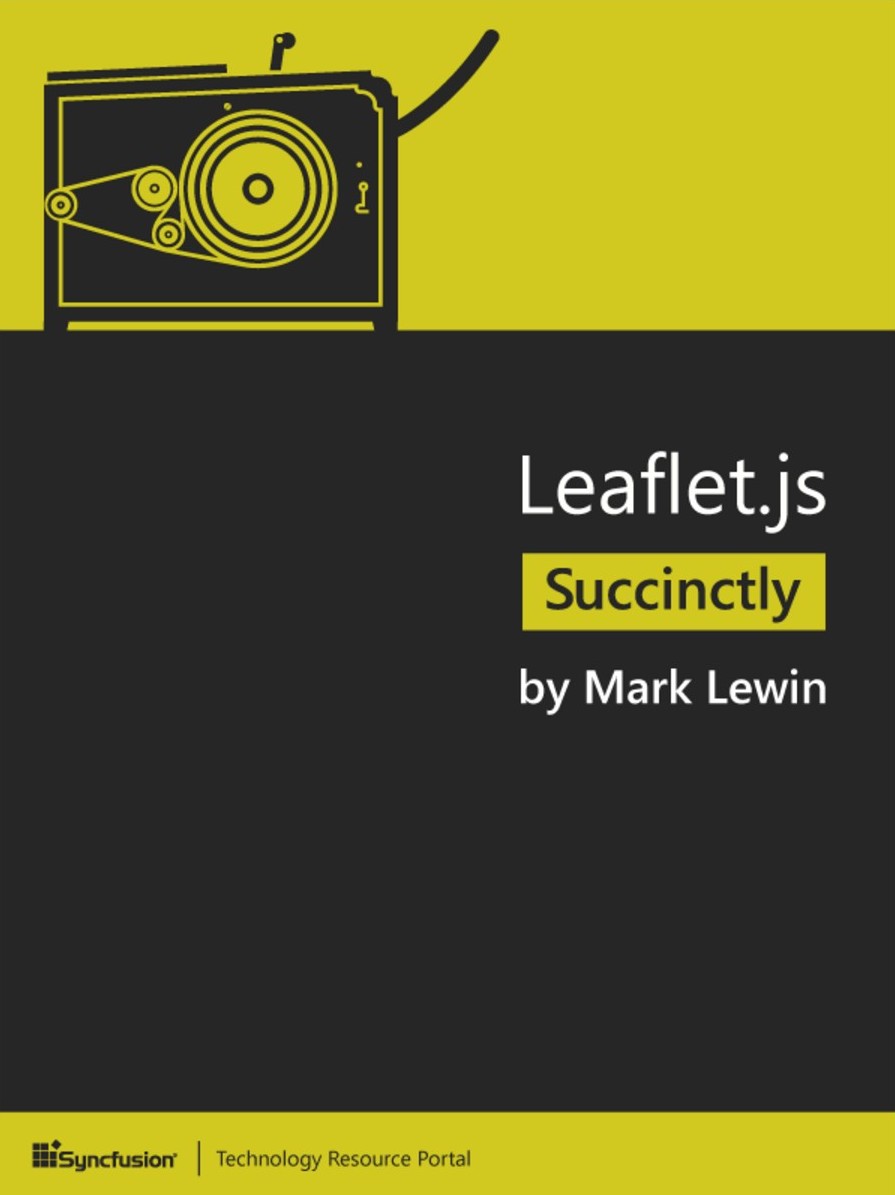 Leaflet.js
Succinctly
by Mark Lewin
Syncfusion® | Technology Resource Portal